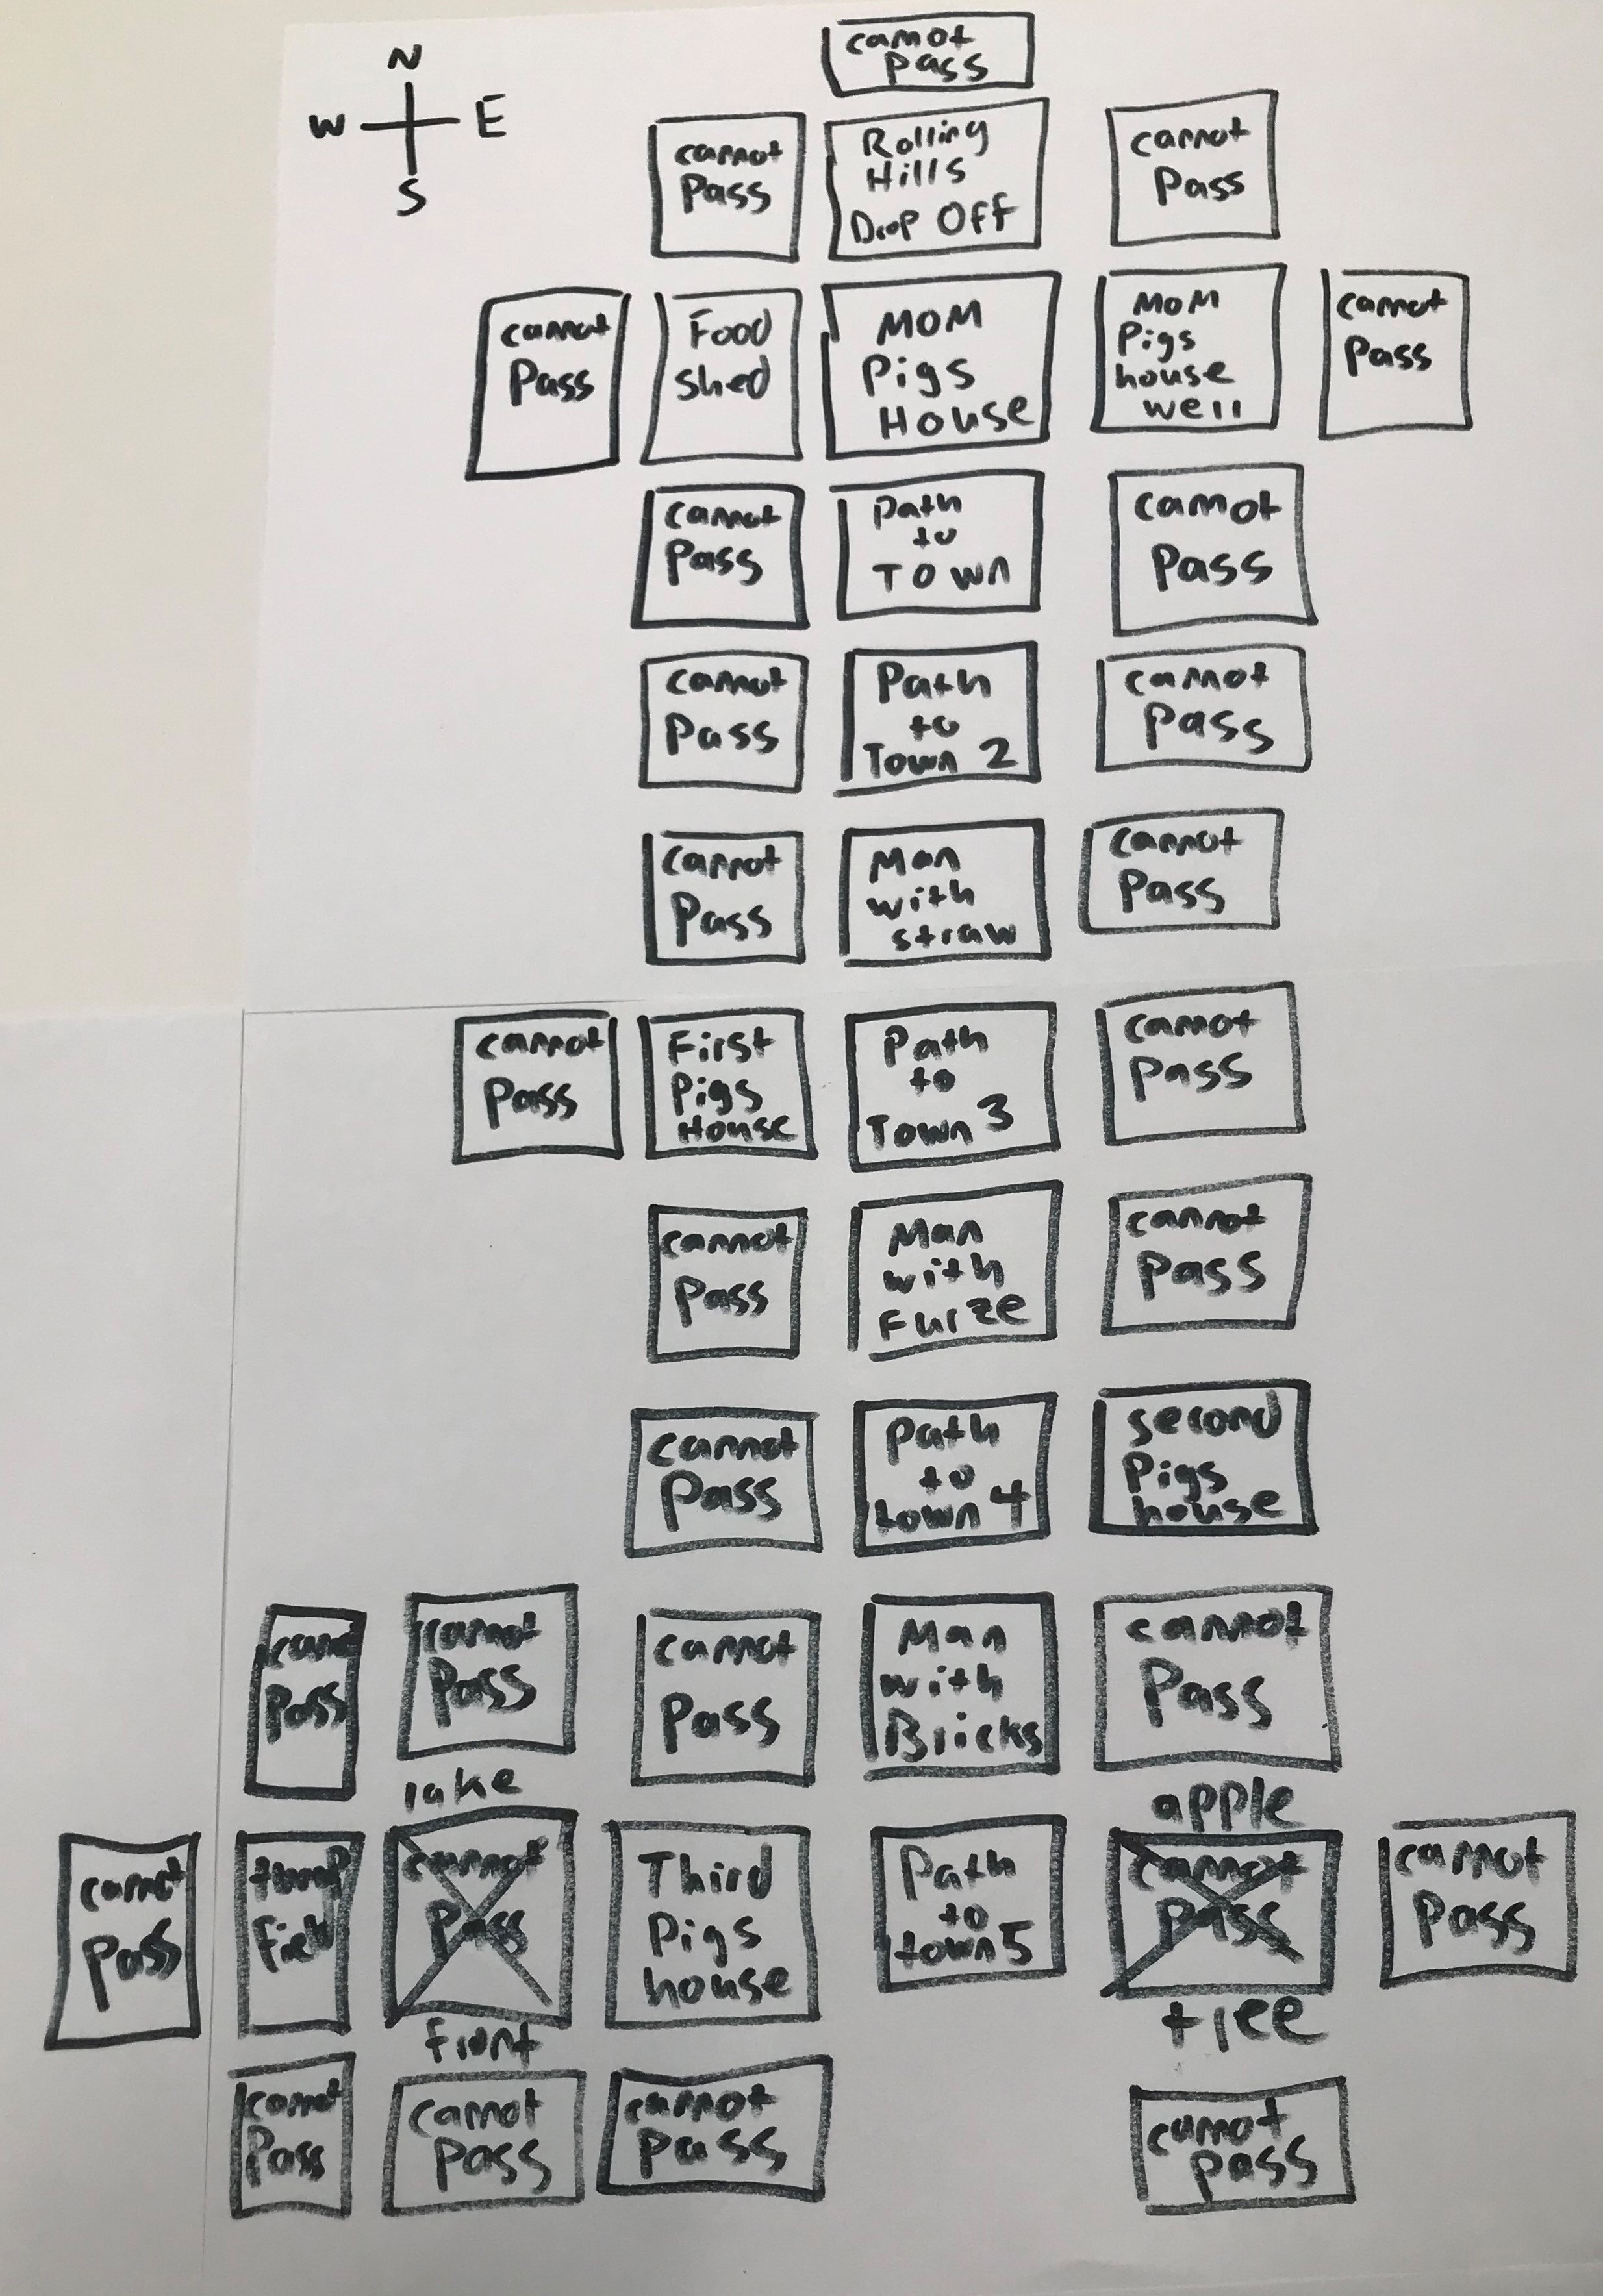 N
W E
S
cannot
Pass
cannot
Pass
Rolling
Hills
Drop Off
cannot
Pass
cannot
Pass
Food
shed
MOM
Pigs
House
MOM
Pigs
house
well
cannot
Pass
cannot
Pass
Path
to
TOWN
cannot
Pass
cannot
Pass
Path
to
Town 2
cannot
Pass
cannot
Pass
Man
with
straw
cannot
Pass
cannot
Pass
First
Pigs
House
Path
to
Town 3
cannot
Pass
cannot
Pass
Man
with
Furze
cannot
Pass
cannot
Pass
Path
to
town 4
second
Pigs
house
Pass
cannot
Pass
cannot
Pass
Man
with
Bricks
cannot
Pass
cannot
Pass
Field
lake
cannot
Pass
front
Third
Pigs
house
Path
to
town 5
apple
cannot
Pass
tree
cannot
Pass
cannot
Pass
cannot
Pass
cannot
Pass
cannot
Pass